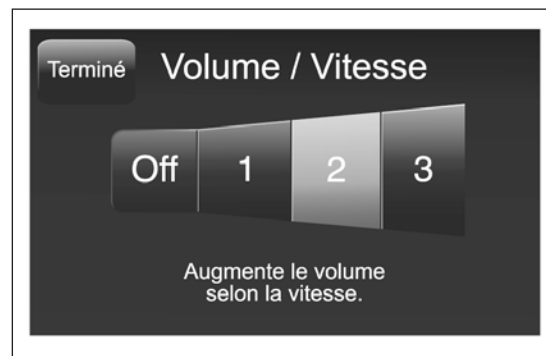 Terminé
Volume / Vitesse
Off 1 2 3
Augmente le volume
selon la vitesse.